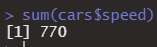 > sum(cars$speed)
[1] 770
>